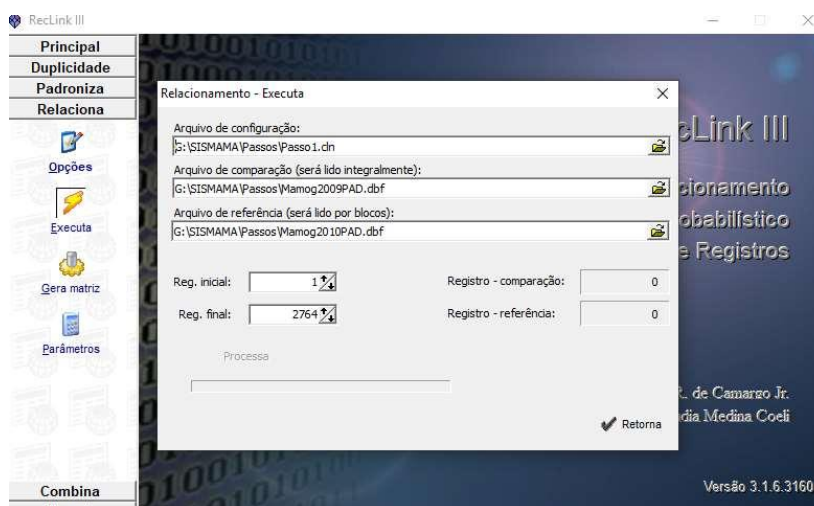 RecLink III
Principal
Duplicidade
Padroniza
Relaciona
Opções
Executa
Gera matriz
Parâmetros
Combina
Relacionamento - Executa
Arquivo de configuração:
G:\SISMAMA\Passos\Passo1.cln
Arquivo de comparação (será lido integralmente):
G:\SISMAMA\Passos\Mamog2009PAD.dbf
Arquivo de referência (será lido por blocos):
G:\SISMAMA\Passos\Mamog2010PAD.dbf
Reg. inicial: 1
Registro - comparação: 0
Reg. final: 2764
Registro - referência: 0
Processa
Retorna
cLink III
cionamento
obabilístico
e Registros
R. de Camargo Jr.
dia Medina Coeli
Versão 3.1.6.3160